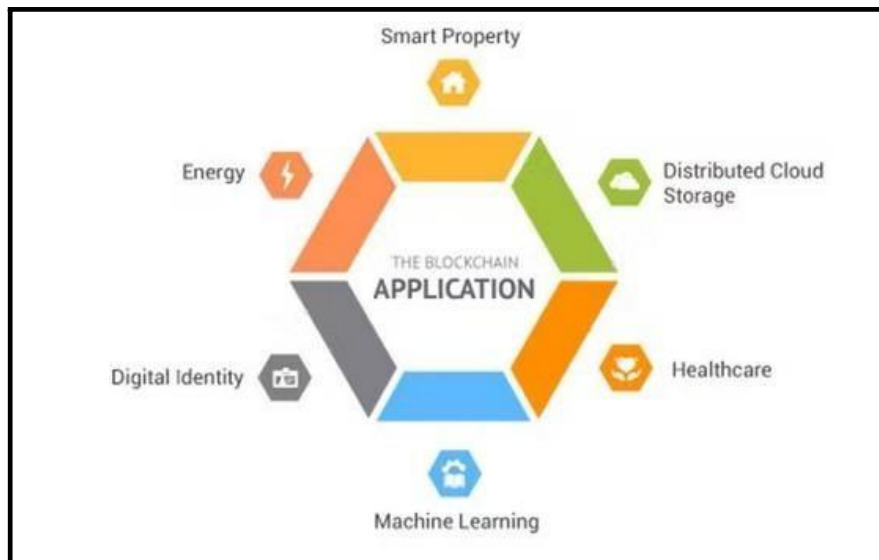 Smart Property
Energy
Distributed Cloud
Storage
THE BLOCKCHAIN
APPLICATION
Digital Identity
Healthcare
Machine Learning